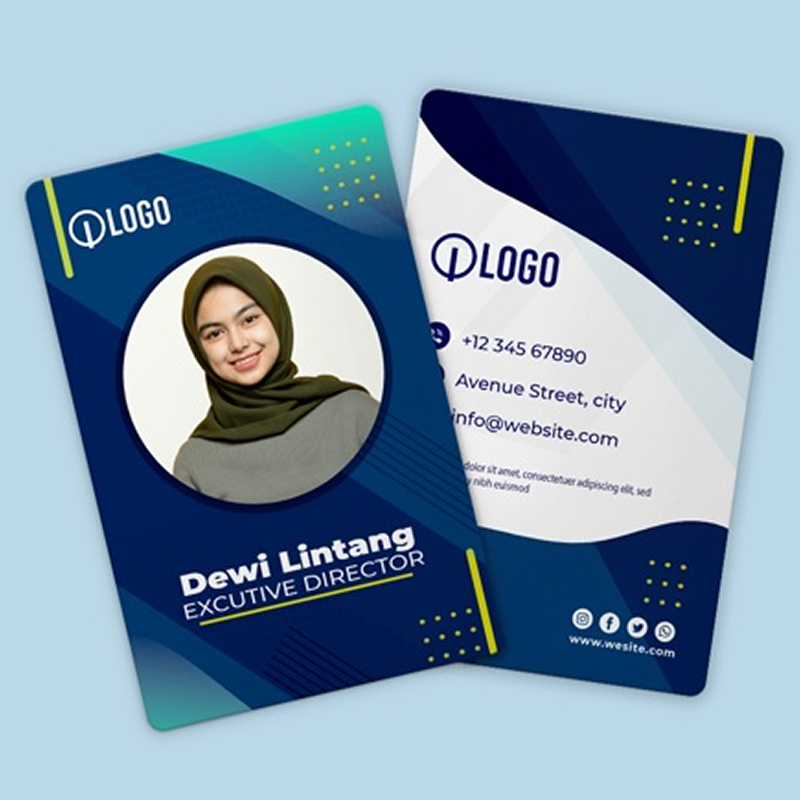 LOGO
Dewi Lintang
EXCUTIVE DIRECTOR
LOGO
+12 345 67890
Avenue Street, city
info@website.com
dolor sit amet, consectetuer adipiscing elit, sed
y nibh euismod
www.wesite.com